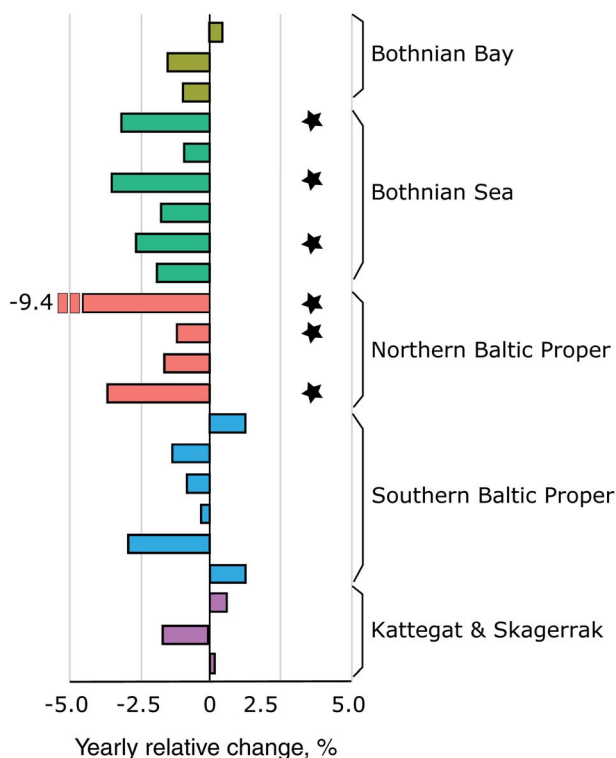 Bothnian Bay
Bothnian Sea
-9.4
Northern Baltic Proper
Southern Baltic Proper
Kattegat & Skagerrak
-5.0 -2.5 0 2.5 5.0
Yearly relative change, %